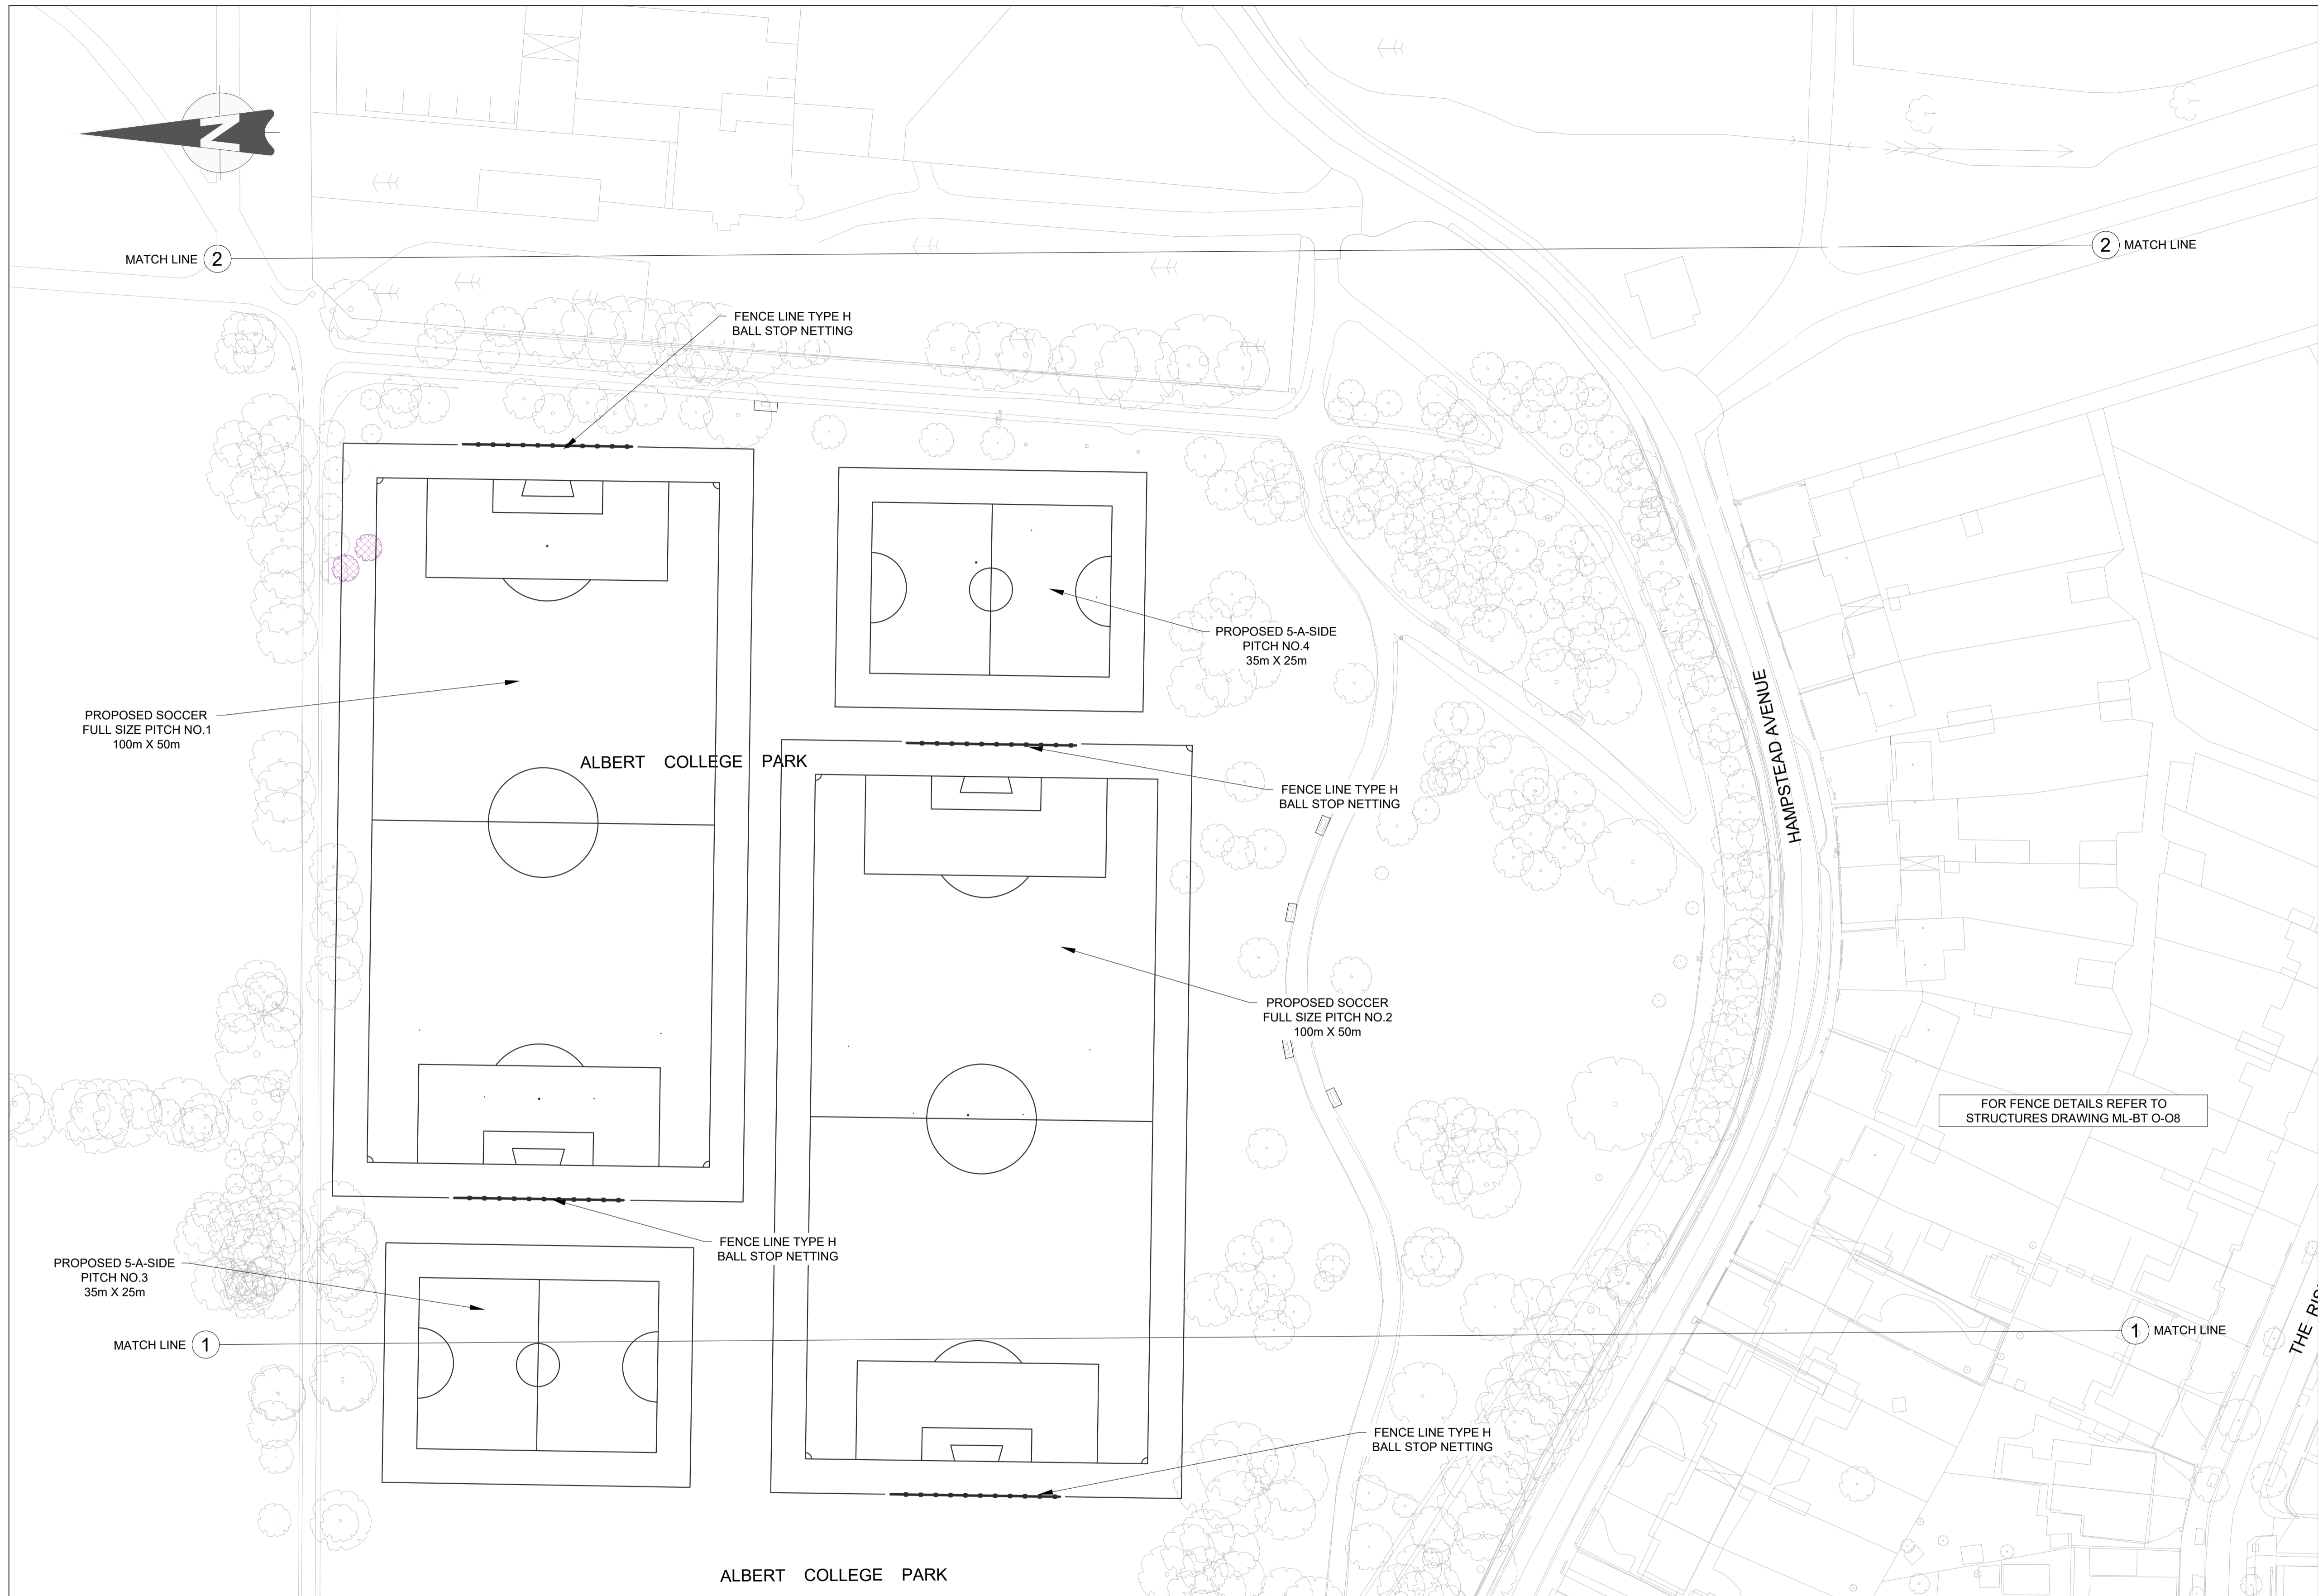 N
MATCH LINE 2
2 MATCH LINE
FENCE LINE TYPE H
BALL STOP NETTING
PROPOSED 5-A-SIDE
PITCH NO.4
35m X 25m
PROPOSED SOCCER
FULL SIZE PITCH NO.1
100m X 50m
ALBERT COLLEGE PARK
HAMPSTEAD AVENUE
FENCE LINE TYPE H
BALL STOP NETTING
PROPOSED SOCCER
FULL SIZE PITCH NO.2
100m X 50m
FOR FENCE DETAILS REFER TO
STRUCTURES DRAWING ML-BT O-O8
FENCE LINE TYPE H
BALL STOP NETTING
PROPOSED 5-A-SIDE
PITCH NO.3
35m X 25m
MATCH LINE 1
1 MATCH LINE
THE
FENCE LINE TYPE H
BALL STOP NETTING
ALBERT COLLEGE PARK